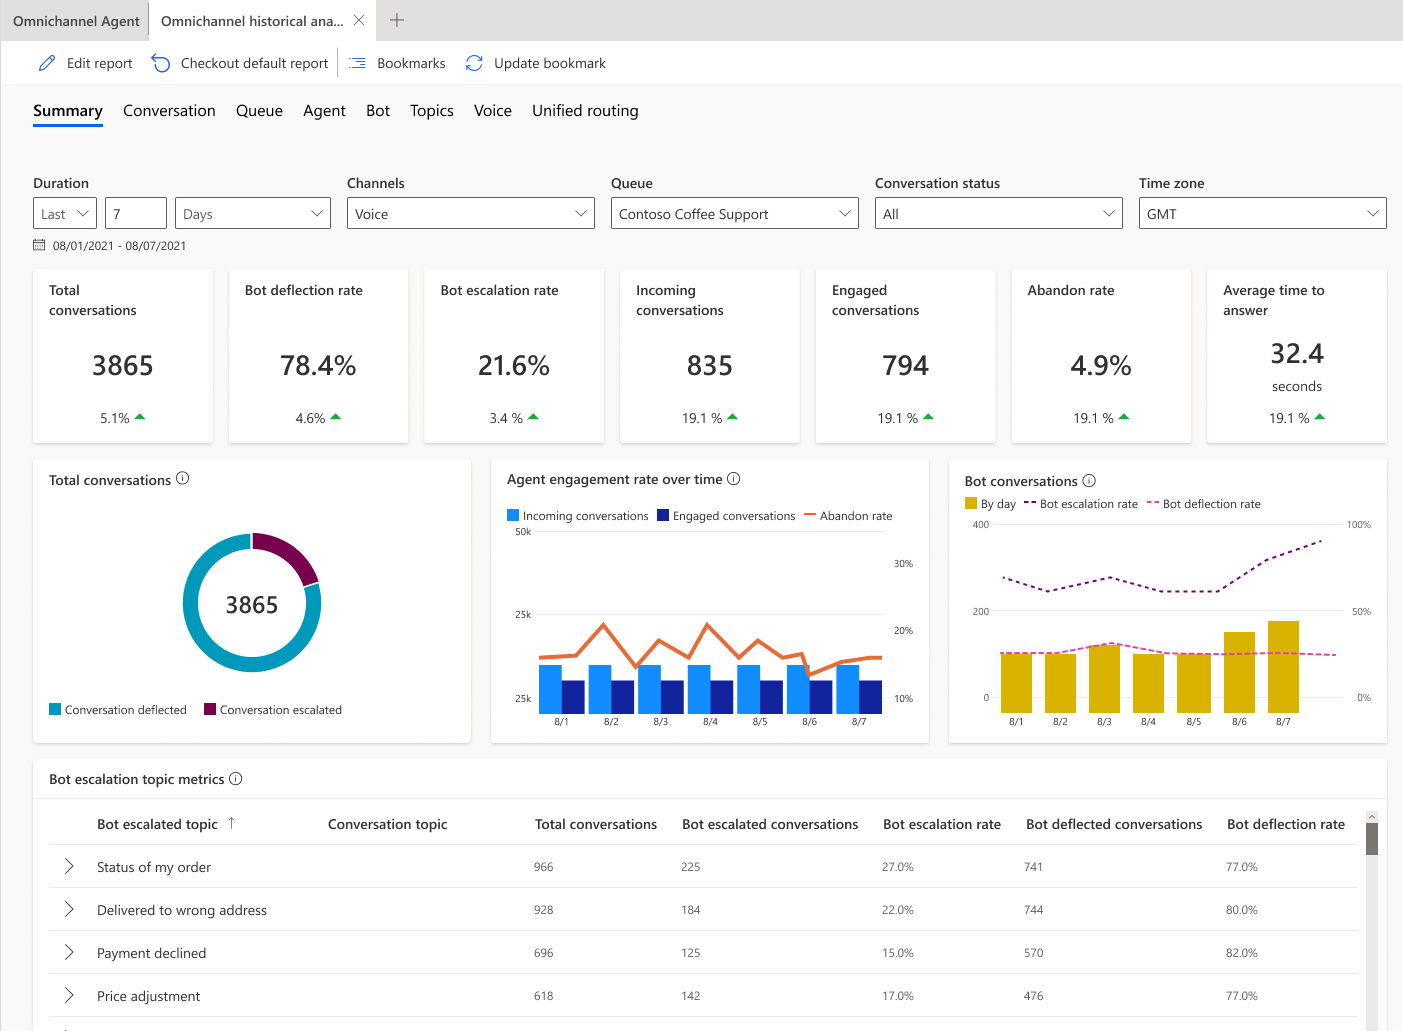 Omnichannel Agent
Omnichannel historical ana...
Edit report
Checkout default report
Bookmarks
Update bookmark
Summary
Conversation
Queue
Agent
Bot
Topics
Voice
Unified routing
Duration
Channels
Queue
Conversation status
Time zone
Last
7
Days
Voice
Contoso Coffee Support
All
GMT
08/01/2021 - 08/07/2021
Total
conversations
3865
5.1%
Bot deflection rate
78.4%
4.6%
Bot escalation rate
21.6%
3.4 %
Incoming
conversations
835
19.1 %
Engaged
conversations
794
19.1 %
Abandon rate
4.9%
19.1 %
Average time to
answer
32.4
seconds
19.1 %
Total conversations
3865
Conversation deflected
Conversation escalated
Agent engagement rate over time
Incoming conversations
Engaged conversations
Abandon rate
50k
25k
25k
30%
20%
10%
8/1
8/2
8/3
8/4
8/5
8/6
8/7
Bot conversations
By day
Bot escalation rate
Bot deflection rate
400
200
0
100%
50%
0%
8/1
8/2
8/3
8/4
8/5
8/6
8/7
Bot escalation topic metrics
Bot escalated topic
Conversation topic
Total conversations
Bot escalated conversations
Bot escalation rate
Bot deflected conversations
Bot deflection rate
Status of my order
966
225
27.0%
741
77.0%
Delivered to wrong address
928
184
22.0%
744
80.0%
Payment declined
696
125
15.0%
570
82.0%
Price adjustment
618
142
17.0%
476
77.0%